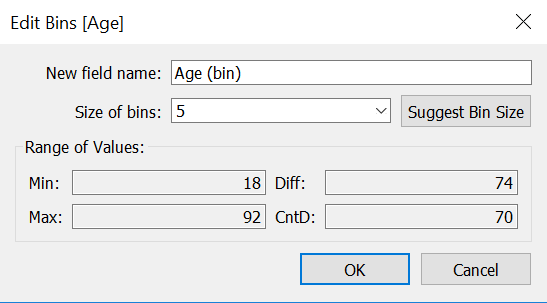 Edit Bins [Age]
New field name: Age (bin)
Size of bins: 5 Suggest Bin Size
Range of Values:
Min: 18 Diff: 74
Max: 92 CntD: 70
OK Cancel